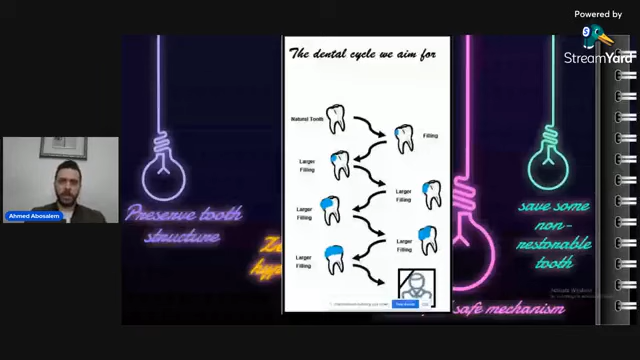 Powered by
StreamYard
The dental cycle we aim for
Natural Tooth
Filling
Larger
Filling
Larger
Filling
Larger
Filling
Larger
Filling
Larger
Filling
Ahmed Abosalem
Preserve tooth
structure
save some
non-
restorable
tooth
safe mechanism